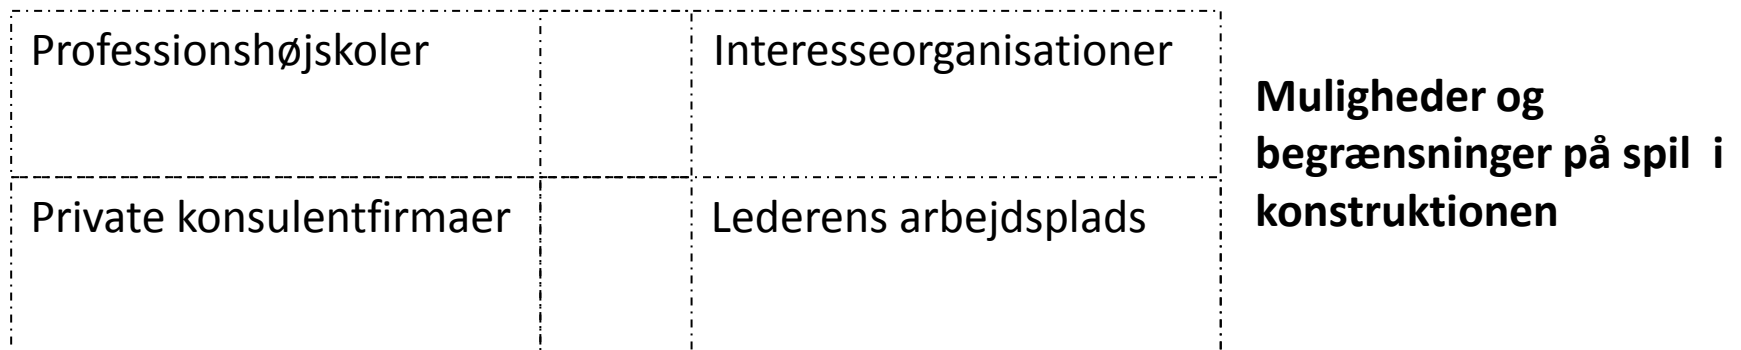 Professionshøjskoler
Interesseorganisationer
Private konsulentfirmaer
Lederens arbejdsplads
Muligheder og
begrænsninger på spil i
konstruktionen